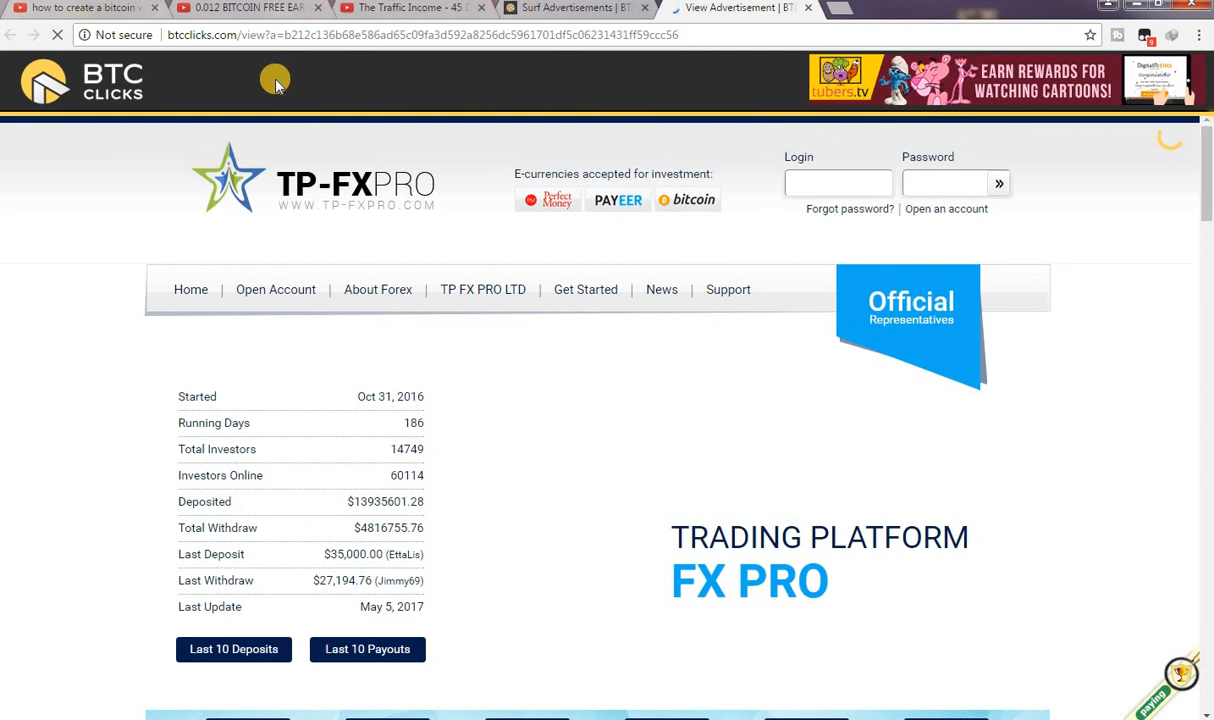 how to create a bitcoin w
0.012 BITCOIN FREE EAR
The Traffic Income - 45 D
Surf Advertisements | BT
View Advertisement | BT
Not secure
btcclicks.com/view?a=b212c136b68e586ad65c09fa3d592a8256dc5961701df5c06231431ff59ccc56
9
BTC
CLICKS
tubers.tv
EARN REWARDS FOR
WATCHING CARTOONS
TP-FXPRO
WWW.TP-FXPRO.COM
E-currencies accepted for investment:
PM Perfect Money
PAYEER
bitcoin
Login
Password
»
Forgot password? | Open an account
Home | Open Account | About Forex | TP FX PRO LTD | Get Started | News | Support
Official
Representatives
Started Oct 31, 2016
Running Days 186
Total Investors 14749
Investors Online 60114
Deposited $13935601.28
Total Withdraw $4816755.76
Last Deposit $35,000.00 (EttaLis)
Last Withdraw $27,194.76 (Jimmy69)
Last Update May 5, 2017
Last 10 Deposits
Last 10 Payouts
TRADING PLATFORM
FX PRO
paying